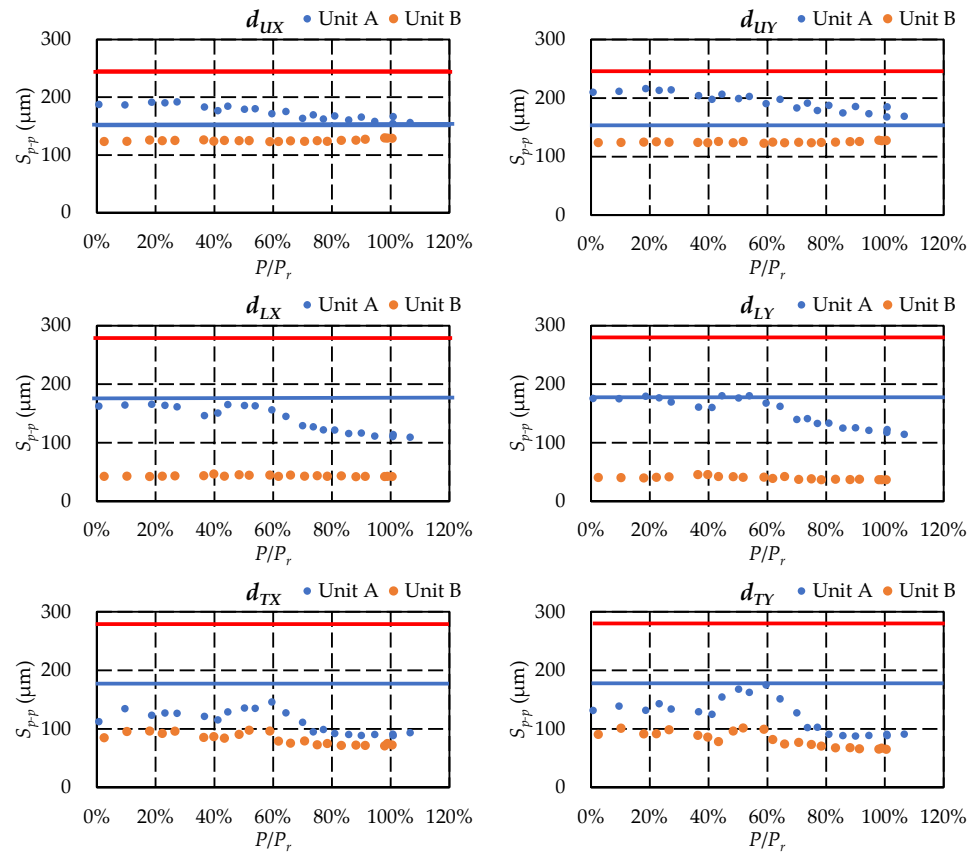 d_UX Unit A Unit B
300
200
100
0
S_p-p (μm)
0% 20% 40% 60% 80% 100% 120%
P/P_r
d_UY Unit A Unit B
300
200
100
0
S_p-p (μm)
0% 20% 40% 60% 80% 100% 120%
P/P_r
d_LX Unit A Unit B
300
200
100
0
S_p-p (μm)
0% 20% 40% 60% 80% 100% 120%
P/P_r
d_LY Unit A Unit B
300
200
100
0
S_p-p (μm)
0% 20% 40% 60% 80% 100% 120%
P/P_r
d_TX Unit A Unit B
300
200
100
0
S_p-p (μm)
0% 20% 40% 60% 80% 100% 120%
P/P_r
d_TY Unit A Unit B
300
200
100
0
S_p-p (μm)
0% 20% 40% 60% 80% 100% 120%
P/P_r